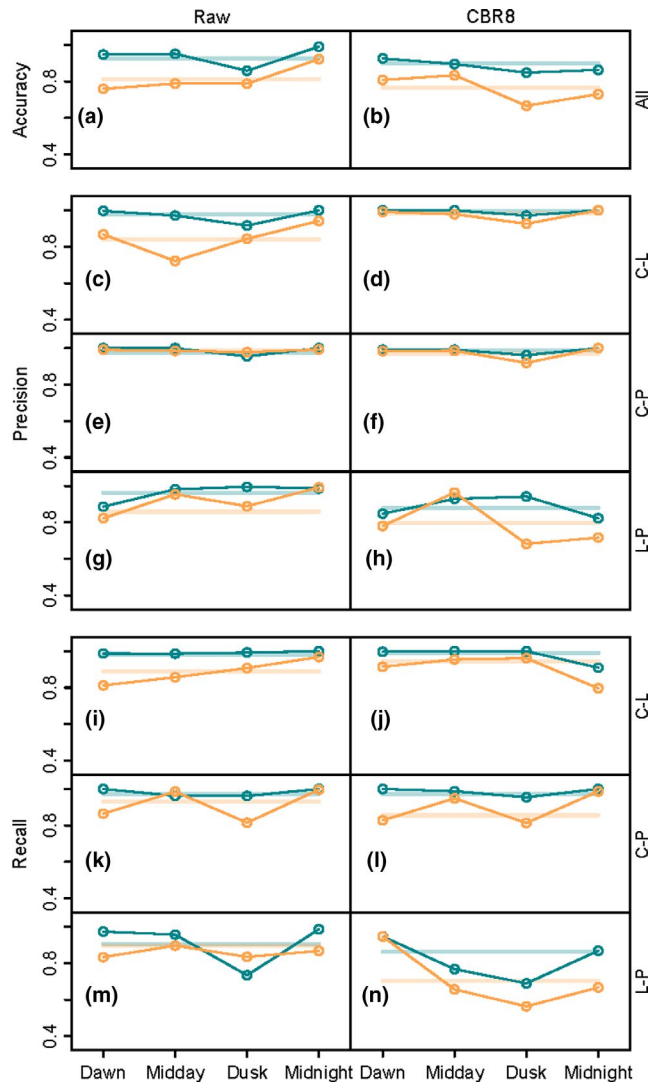 Raw CBR8
Accuracy
0.8
0.4
(a) (b)
All
Precision
0.8
0.4
(c) (d)
C-L
0.8
0.4
(e) (f)
C-P
0.8
0.4
(g) (h)
L-P
Recall
0.8
0.4
(i) (j)
C-L
0.8
0.4
(k) (l)
C-P
0.8
0.4
(m) (n)
L-P
Dawn Midday Dusk Midnight Dawn Midday Dusk Midnight